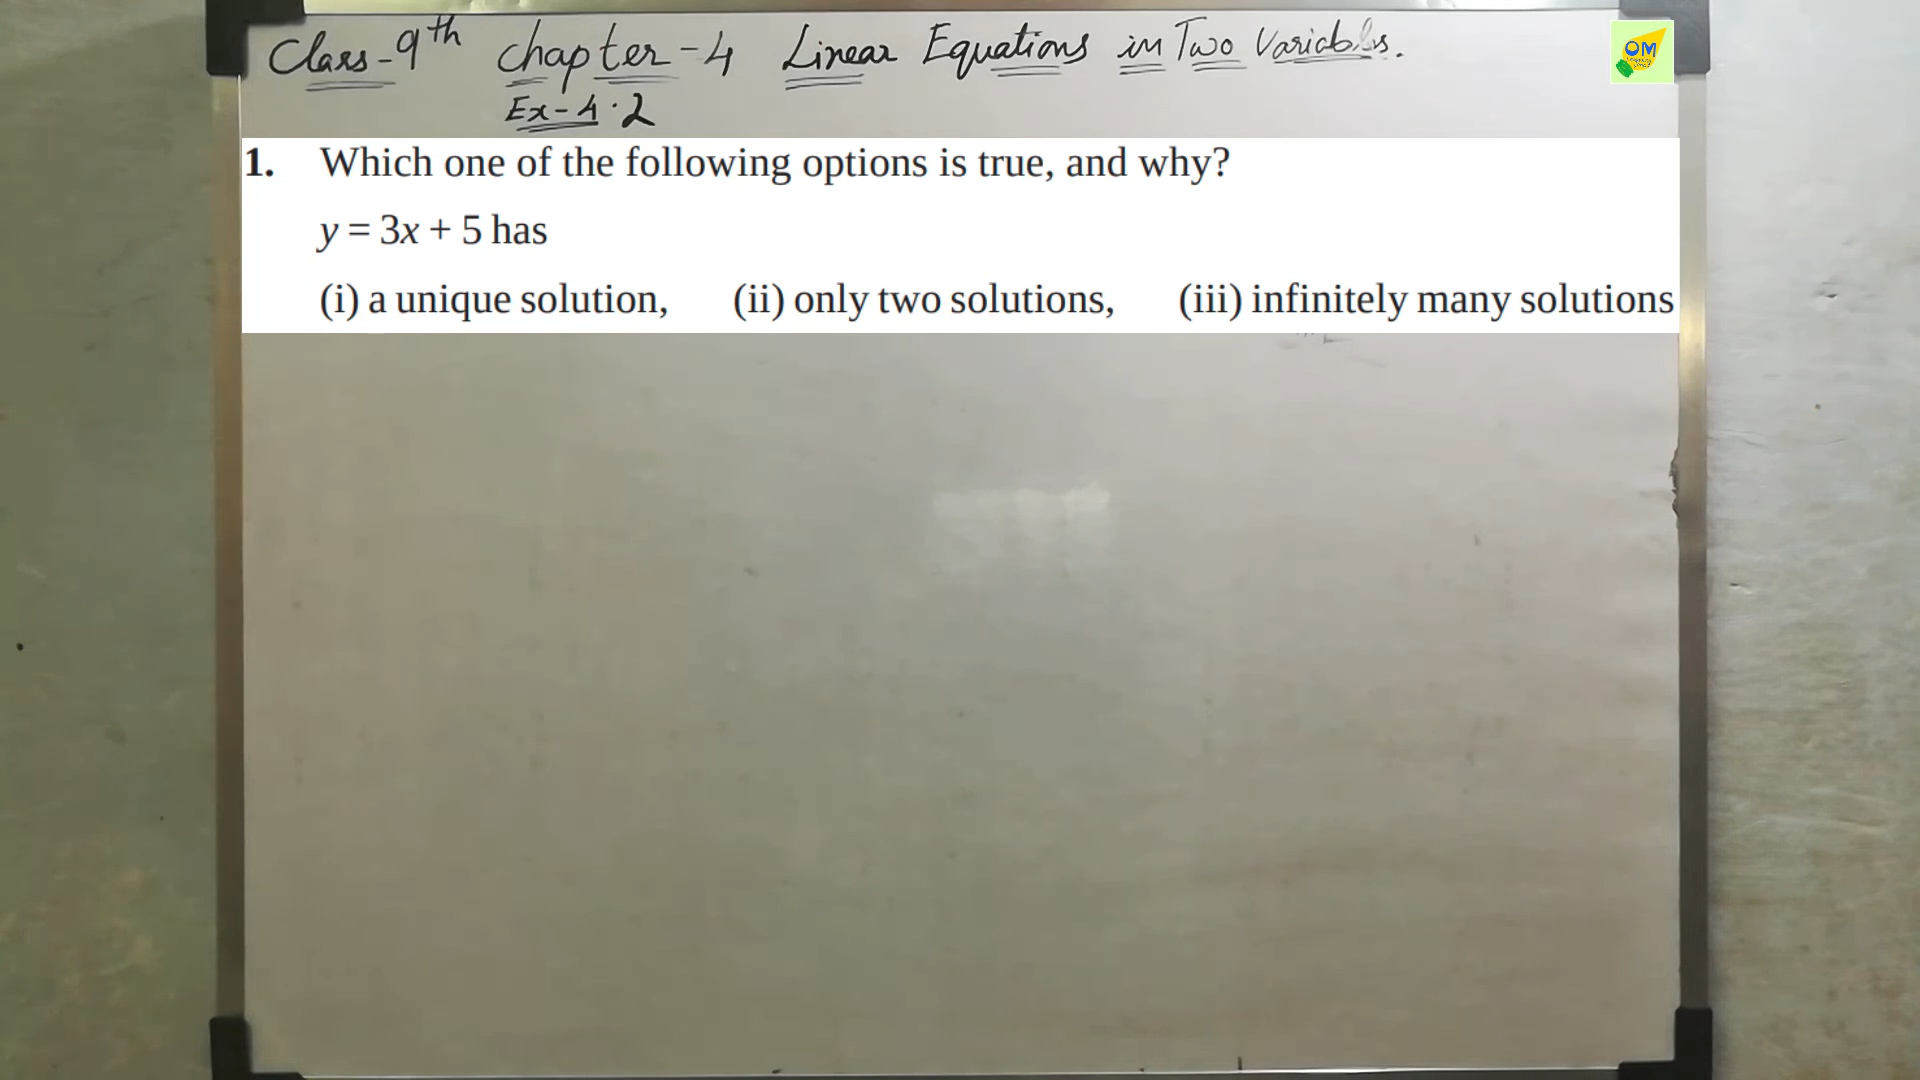 Class-9th Chapter-4 Linear Equations in Two Variables.
OM
Ex-4.2
1. Which one of the following options is true, and why?
y = 3x + 5 has
(i) a unique solution, (ii) only two solutions, (iii) infinitely many solutions